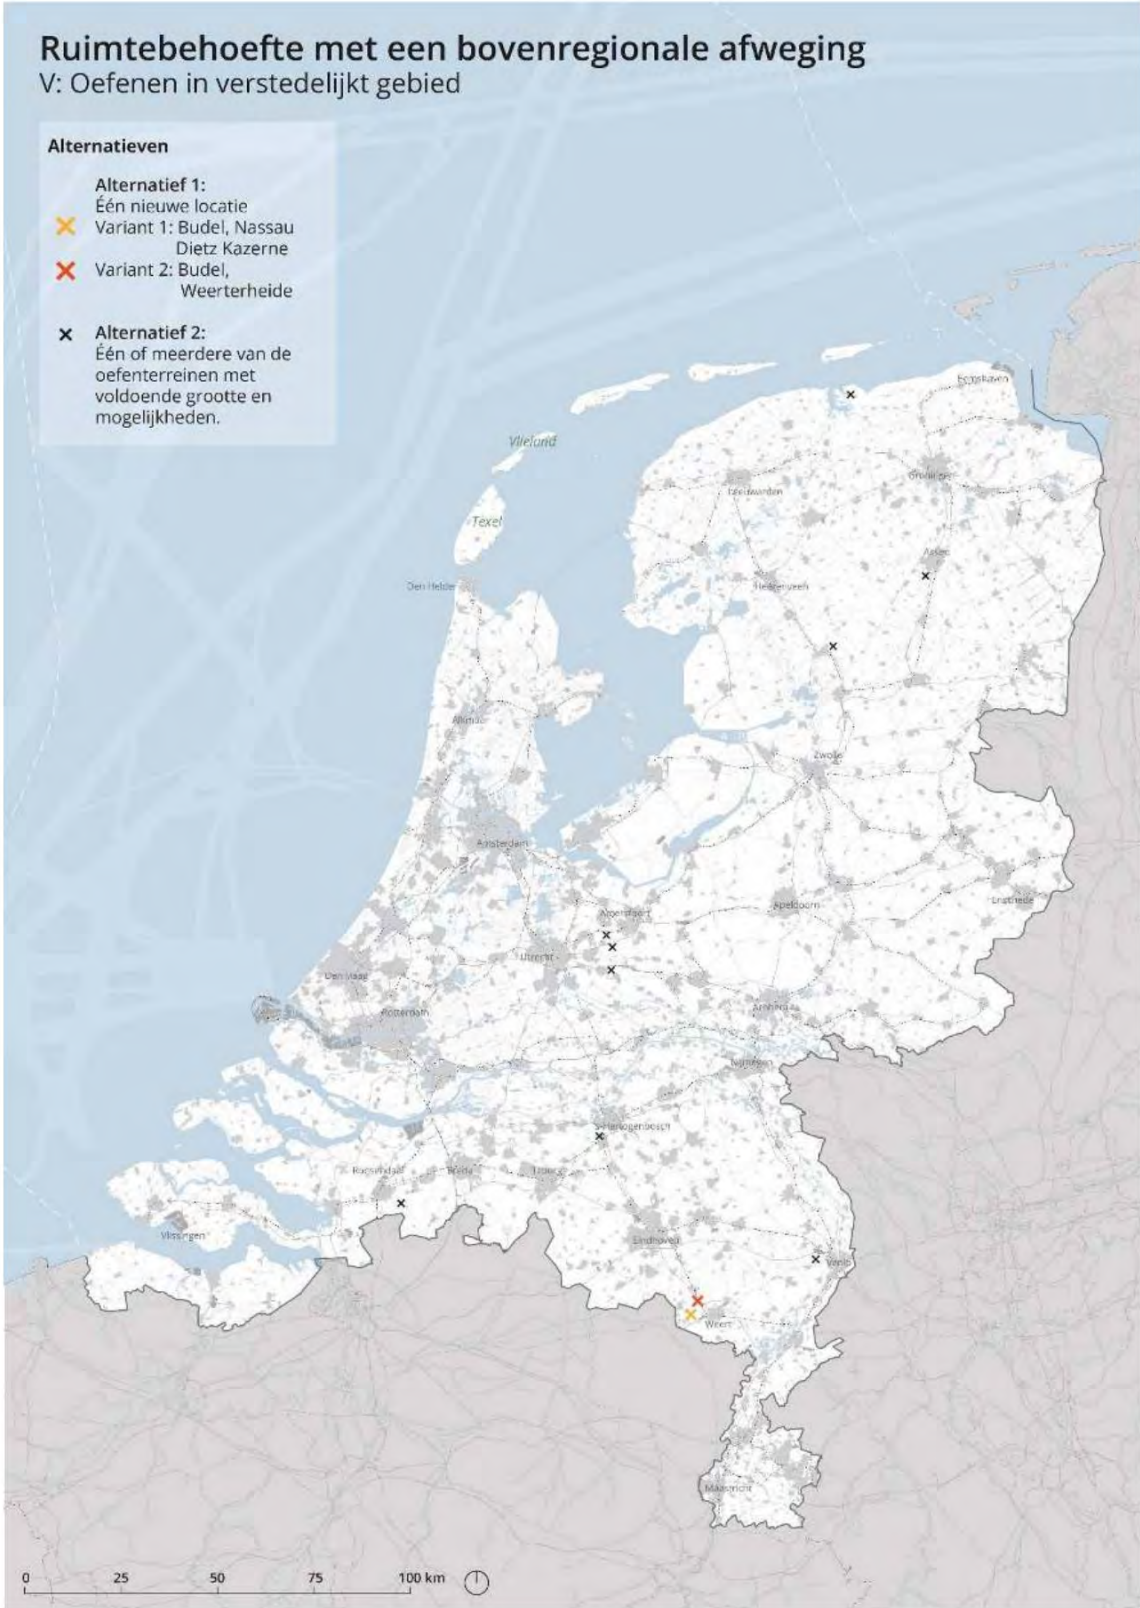 Ruimtebehoefte met een bovenregionale afweging
V: Oefenen in verstedelijkt gebied
Alternatieven
Alternatief 1:
Één nieuwe locatie
Variant 1: Budel, Nassau
Dietz Kazerne
Variant 2: Budel,
Weerterheide
Alternatief 2:
Één of meerdere van de
oefenterreinen met
voldoende grootte en
mogelijkheden.
Eemshaven
Vlieland
Groningen
Leeuwarden
Texel
Assen
Den Helder
Heerenveen
Alkmaar
Zwolle
Amsterdam
Enschede
Apeldoorn
Amersfoort
Utrecht
Den Haag
Arnhem
Rotterdam
Nijmegen
's-Hertogenbosch
Roosendaal
Breda
Tilburg
Vlissingen
Eindhoven
Venlo
Weert
Maastricht
0 25 50 75 100 km